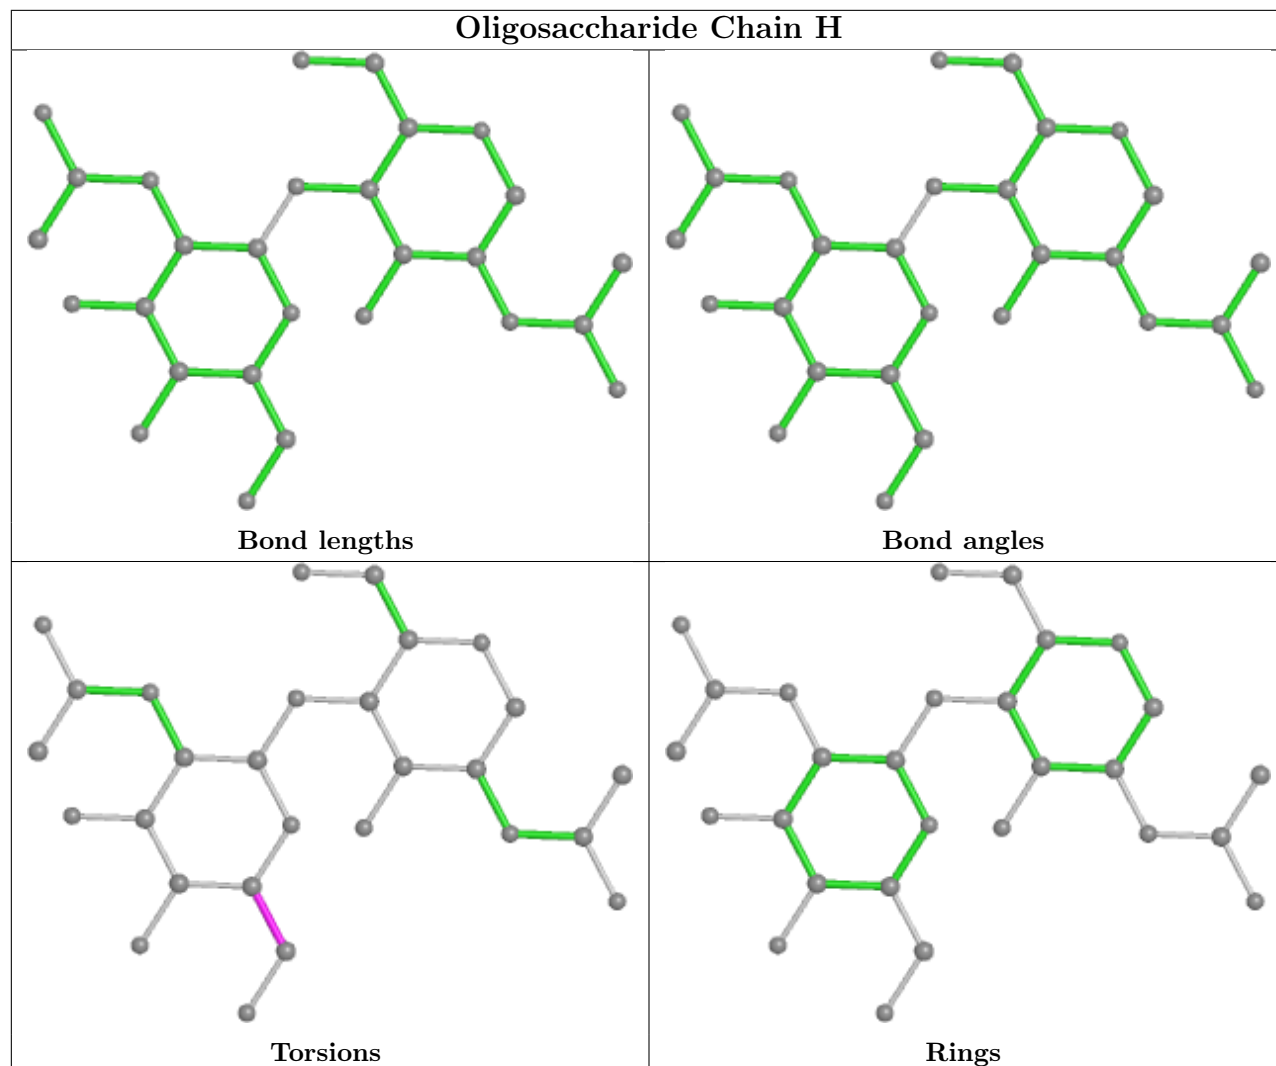 Oligosaccharide Chain H
Bond lengths
Bond angles
Torsions
Rings